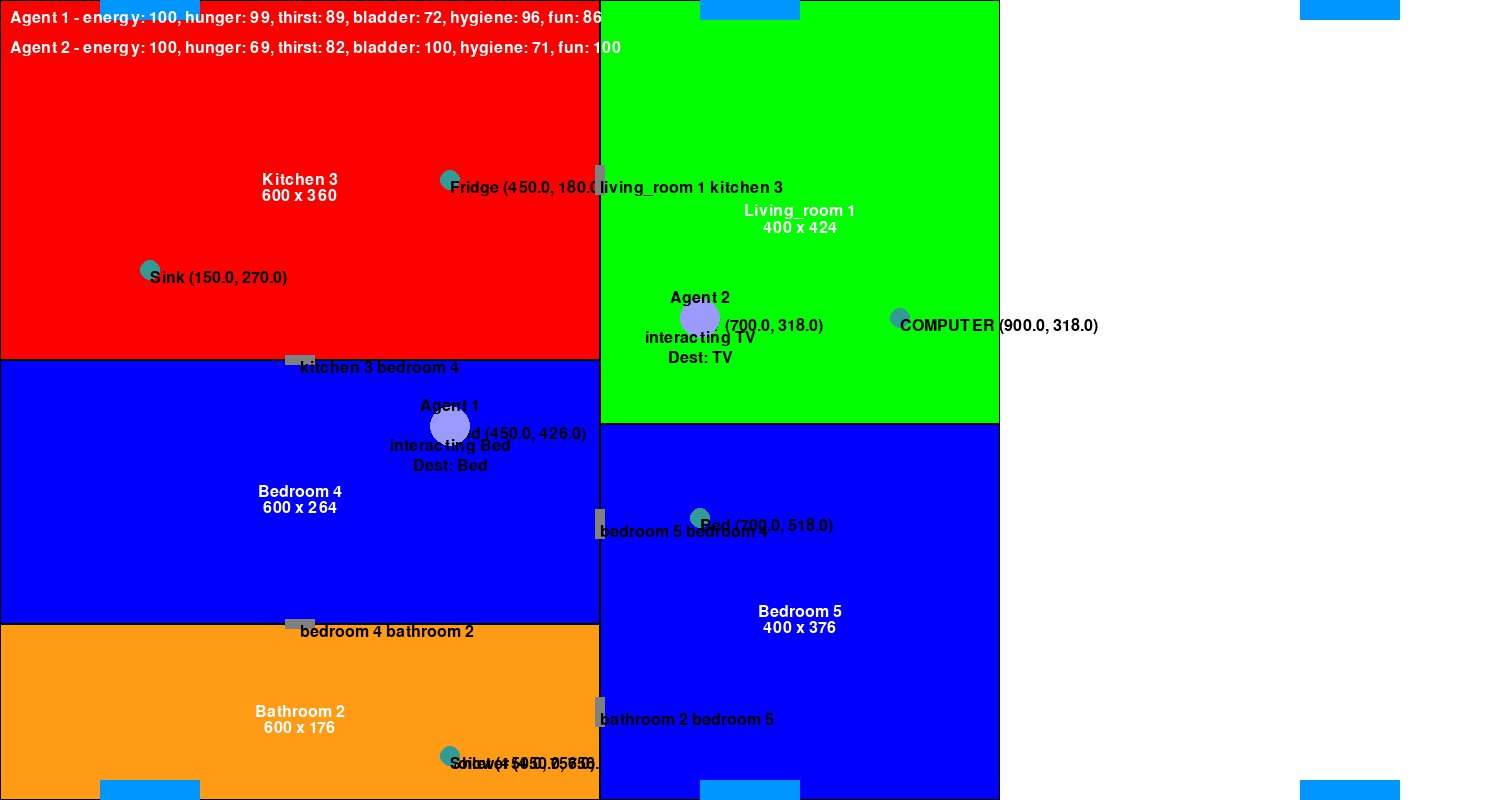 Agent 1 - energy: 100, hunger: 99, thirst: 89, bladder: 72, hygiene: 96, fun: 86
Agent 2 - energy: 100, hunger: 69, thirst: 82, bladder: 100, hygiene: 71, fun: 100
Kitchen 3
600 x 360
Fridge (450.0, 180.0
living_room 1 kitchen 3
Living_room 1
400 x 424
Sink (150.0, 270.0)
Agent 2
(700.0, 318.0)
interacting TV
Dest: TV
COMPUTER (900.0, 318.0)
kitchen 3 bedroom 4
Agent 1
(450.0, 426.0)
interacting Bed
Dest: Bed
Bedroom 4
600 x 264
Bed (700.0, 518.0)
bedroom 5 bedroom 4
Bedroom 5
400 x 376
bedroom 4 bathroom 2
Bathroom 2
600 x 176
bathroom 2 bedroom 5